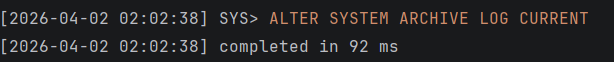 [2026-04-02 02:02:38] SYS> ALTER SYSTEM ARCHIVE LOG CURRENT
[2026-04-02 02:02:38] completed in 92 ms